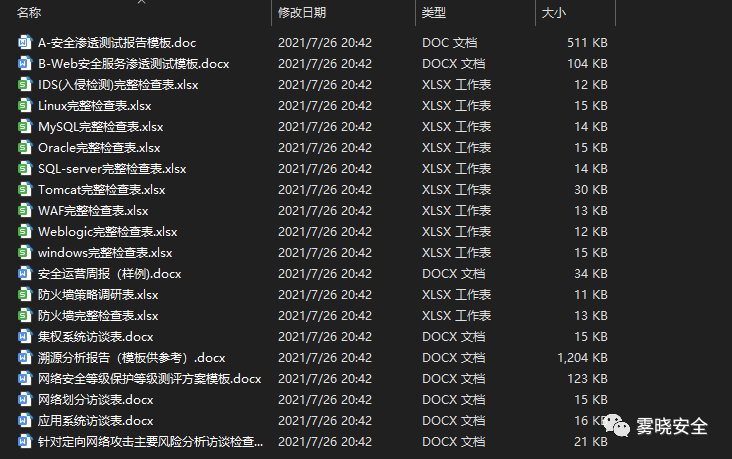 名称 修改日期 类型 大小
A-安全渗透测试报告模板.doc 2021/7/26 20:42 DOC 文档 511 KB
B-Web安全服务渗透测试模板.docx 2021/7/26 20:42 DOCX 文档 104 KB
IDS(入侵检测)完整检查表.xlsx 2021/7/26 20:42 XLSX 工作表 12 KB
Linux完整检查表.xlsx 2021/7/26 20:42 XLSX 工作表 15 KB
MySQL完整检查表.xlsx 2021/7/26 20:42 XLSX 工作表 14 KB
Oracle完整检查表.xlsx 2021/7/26 20:42 XLSX 工作表 15 KB
SQL-server完整检查表.xlsx 2021/7/26 20:42 XLSX 工作表 14 KB
Tomcat完整检查表.xlsx 2021/7/26 20:42 XLSX 工作表 30 KB
WAF完整检查表.xlsx 2021/7/26 20:42 XLSX 工作表 13 KB
Weblogic完整检查表.xlsx 2021/7/26 20:42 XLSX 工作表 12 KB
windows完整检查表.xlsx 2021/7/26 20:42 XLSX 工作表 15 KB
安全运营周报（样例).docx 2021/7/26 20:42 DOCX 文档 34 KB
防火墙策略调研表.xlsx 2021/7/26 20:42 XLSX 工作表 11 KB
防火墙完整检查表.xlsx 2021/7/26 20:42 XLSX 工作表 13 KB
集权系统访谈表.docx 2021/7/26 20:42 DOCX 文档 15 KB
溯源分析报告（模板供参考）.docx 2021/7/26 20:42 DOCX 文档 1,204 KB
网络安全等级保护等级测评方案模板.docx 2021/7/26 20:42 DOCX 文档 123 KB
网络划分访谈表.docx 2021/7/26 20:42 DOCX 文档 15 KB
应用系统访谈表.docx 2021/7/26 20:42 DOCX 文档 16 KB
雾晓安全
针对定向网络攻击主要风险分析访谈检查... 2021/7/26 20:42 DOCX 文档 21 KB